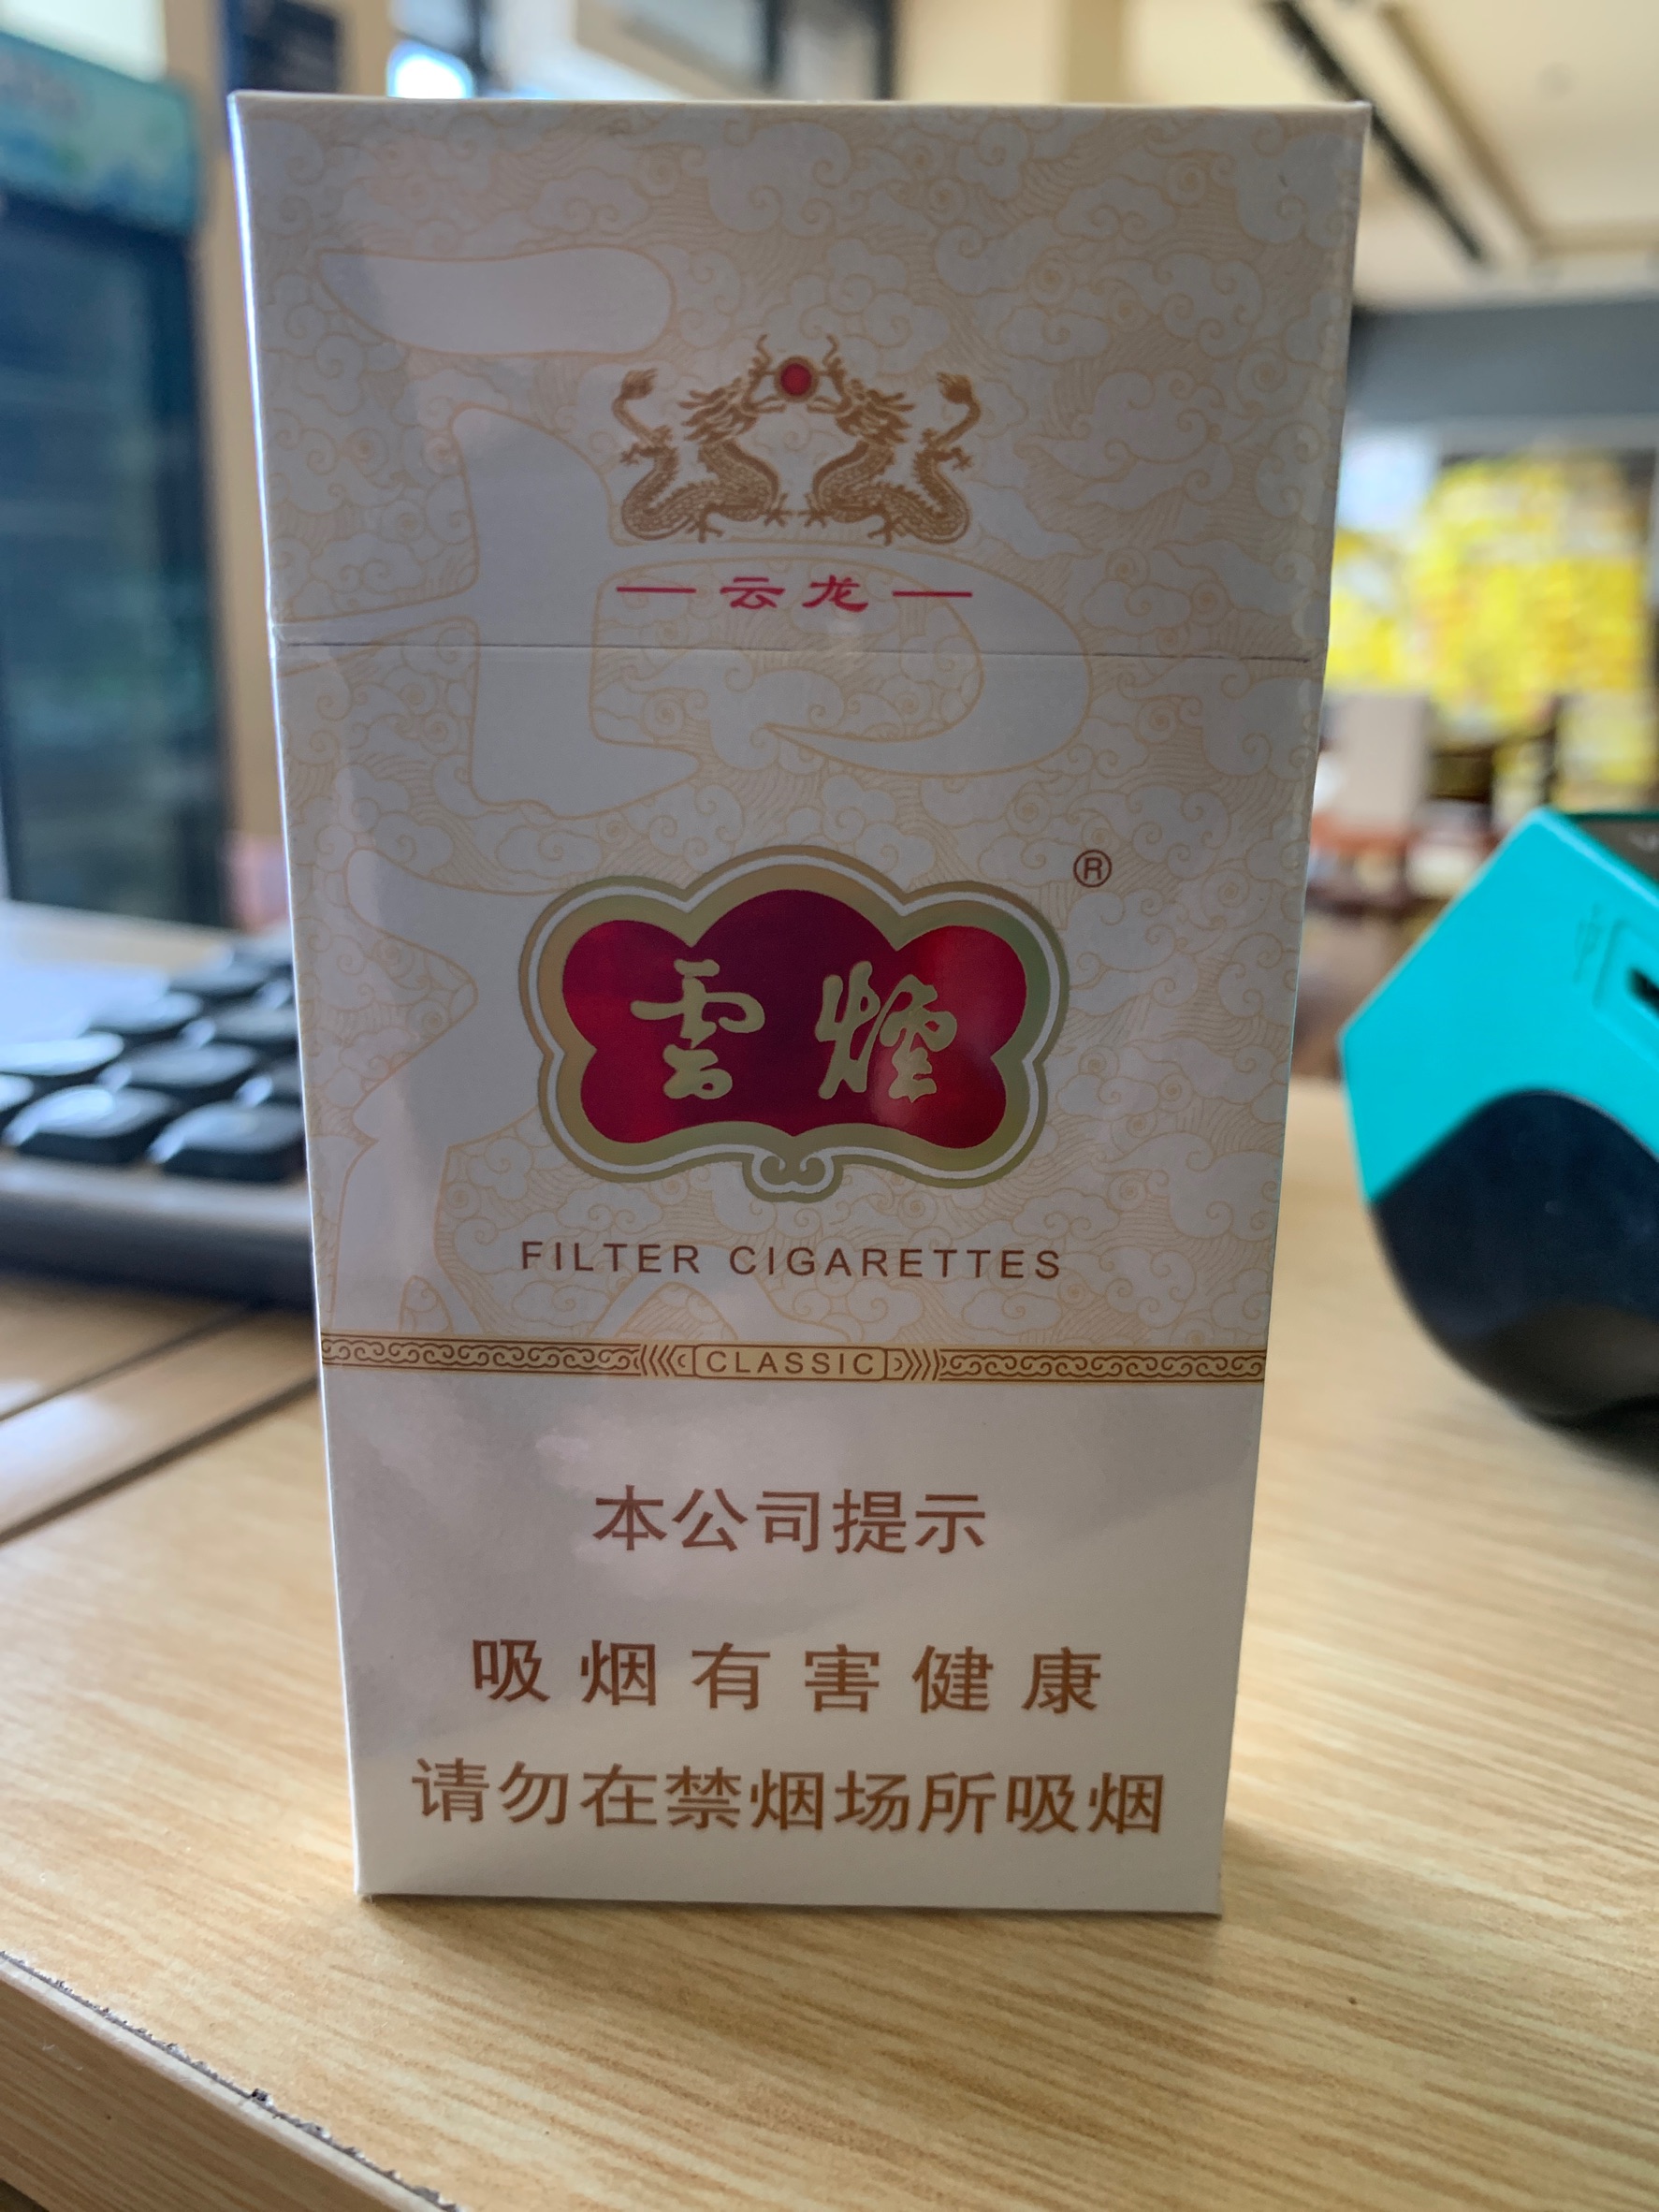 云龙
®
雲煙
FILTER CIGARETTES
CLASSIC
本公司提示
吸烟有害健康
请勿在禁烟场所吸烟